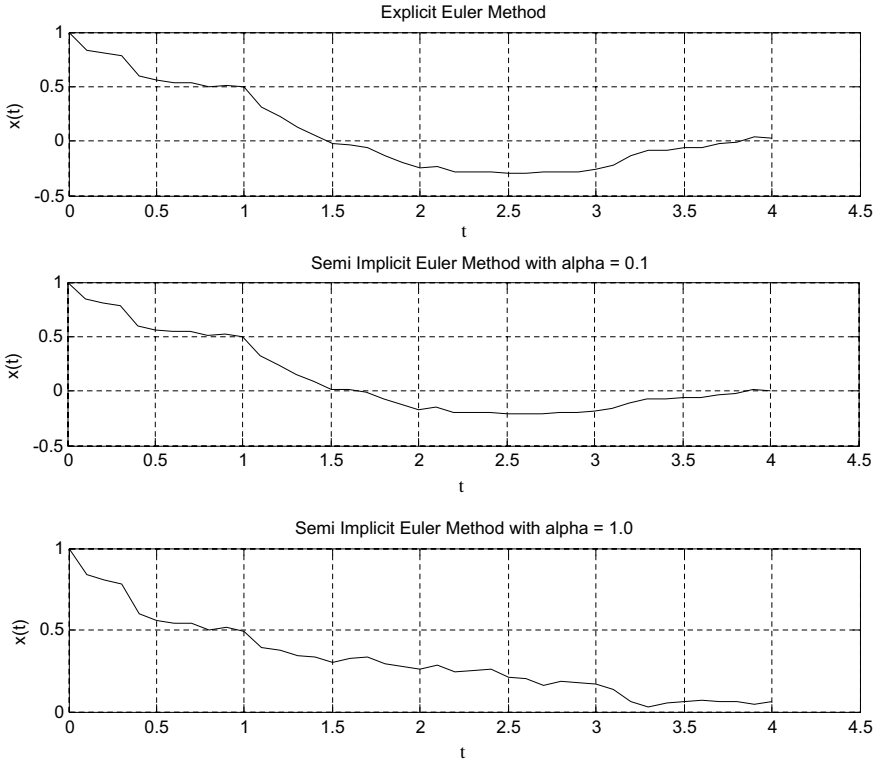 Explicit Euler Method
1
0.5
0
-0.5
x(t)
0 0.5 1 1.5 2 2.5 3 3.5 4 4.5
t
Semi Implicit Euler Method with alpha = 0.1
1
0.5
0
-0.5
x(t)
0 0.5 1 1.5 2 2.5 3 3.5 4 4.5
t
Semi Implicit Euler Method with alpha = 1.0
1
0.5
0
x(t)
0 0.5 1 1.5 2 2.5 3 3.5 4 4.5
t